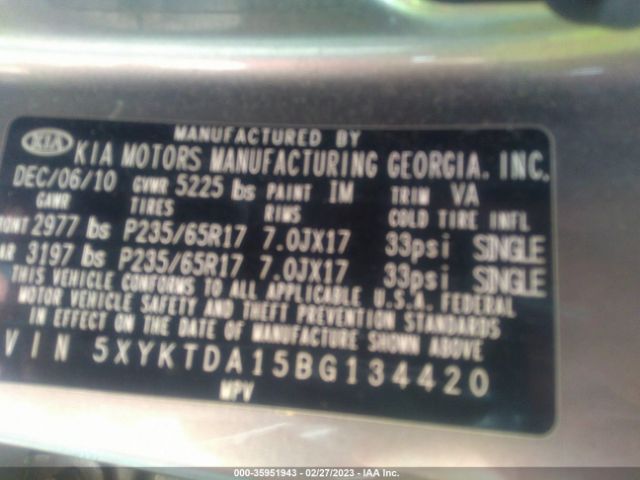 MANUFACTURED BY
KIA KIA MOTORS MANUFACTURING GEORGIA. INC.
DEC/06/10 GVWR 5225 lbs PAINT IM TRIM VA
GAWR TIRES RIMS COLD TIRE INFL
RONT 2977 lbs P235/65R17 7.0JX17 33psi SINGLE
AR 3197 lbs P235/65R17 7.0JX17 33psi SINGLE
THIS VEHICLE CONFORMS TO ALL APPLICABLE U.S.A. FEDERAL
MOTOR VEHICLE SAFETY AND THEFT PREVENTION STANDARDS
IN EFFECT ON THE DATE OF MANUFACTURE SHOWN ABOVE
VIN 5XYKTDA15BG134420
MPV
000-35951943 - 02/27/2023 - IAA Inc.